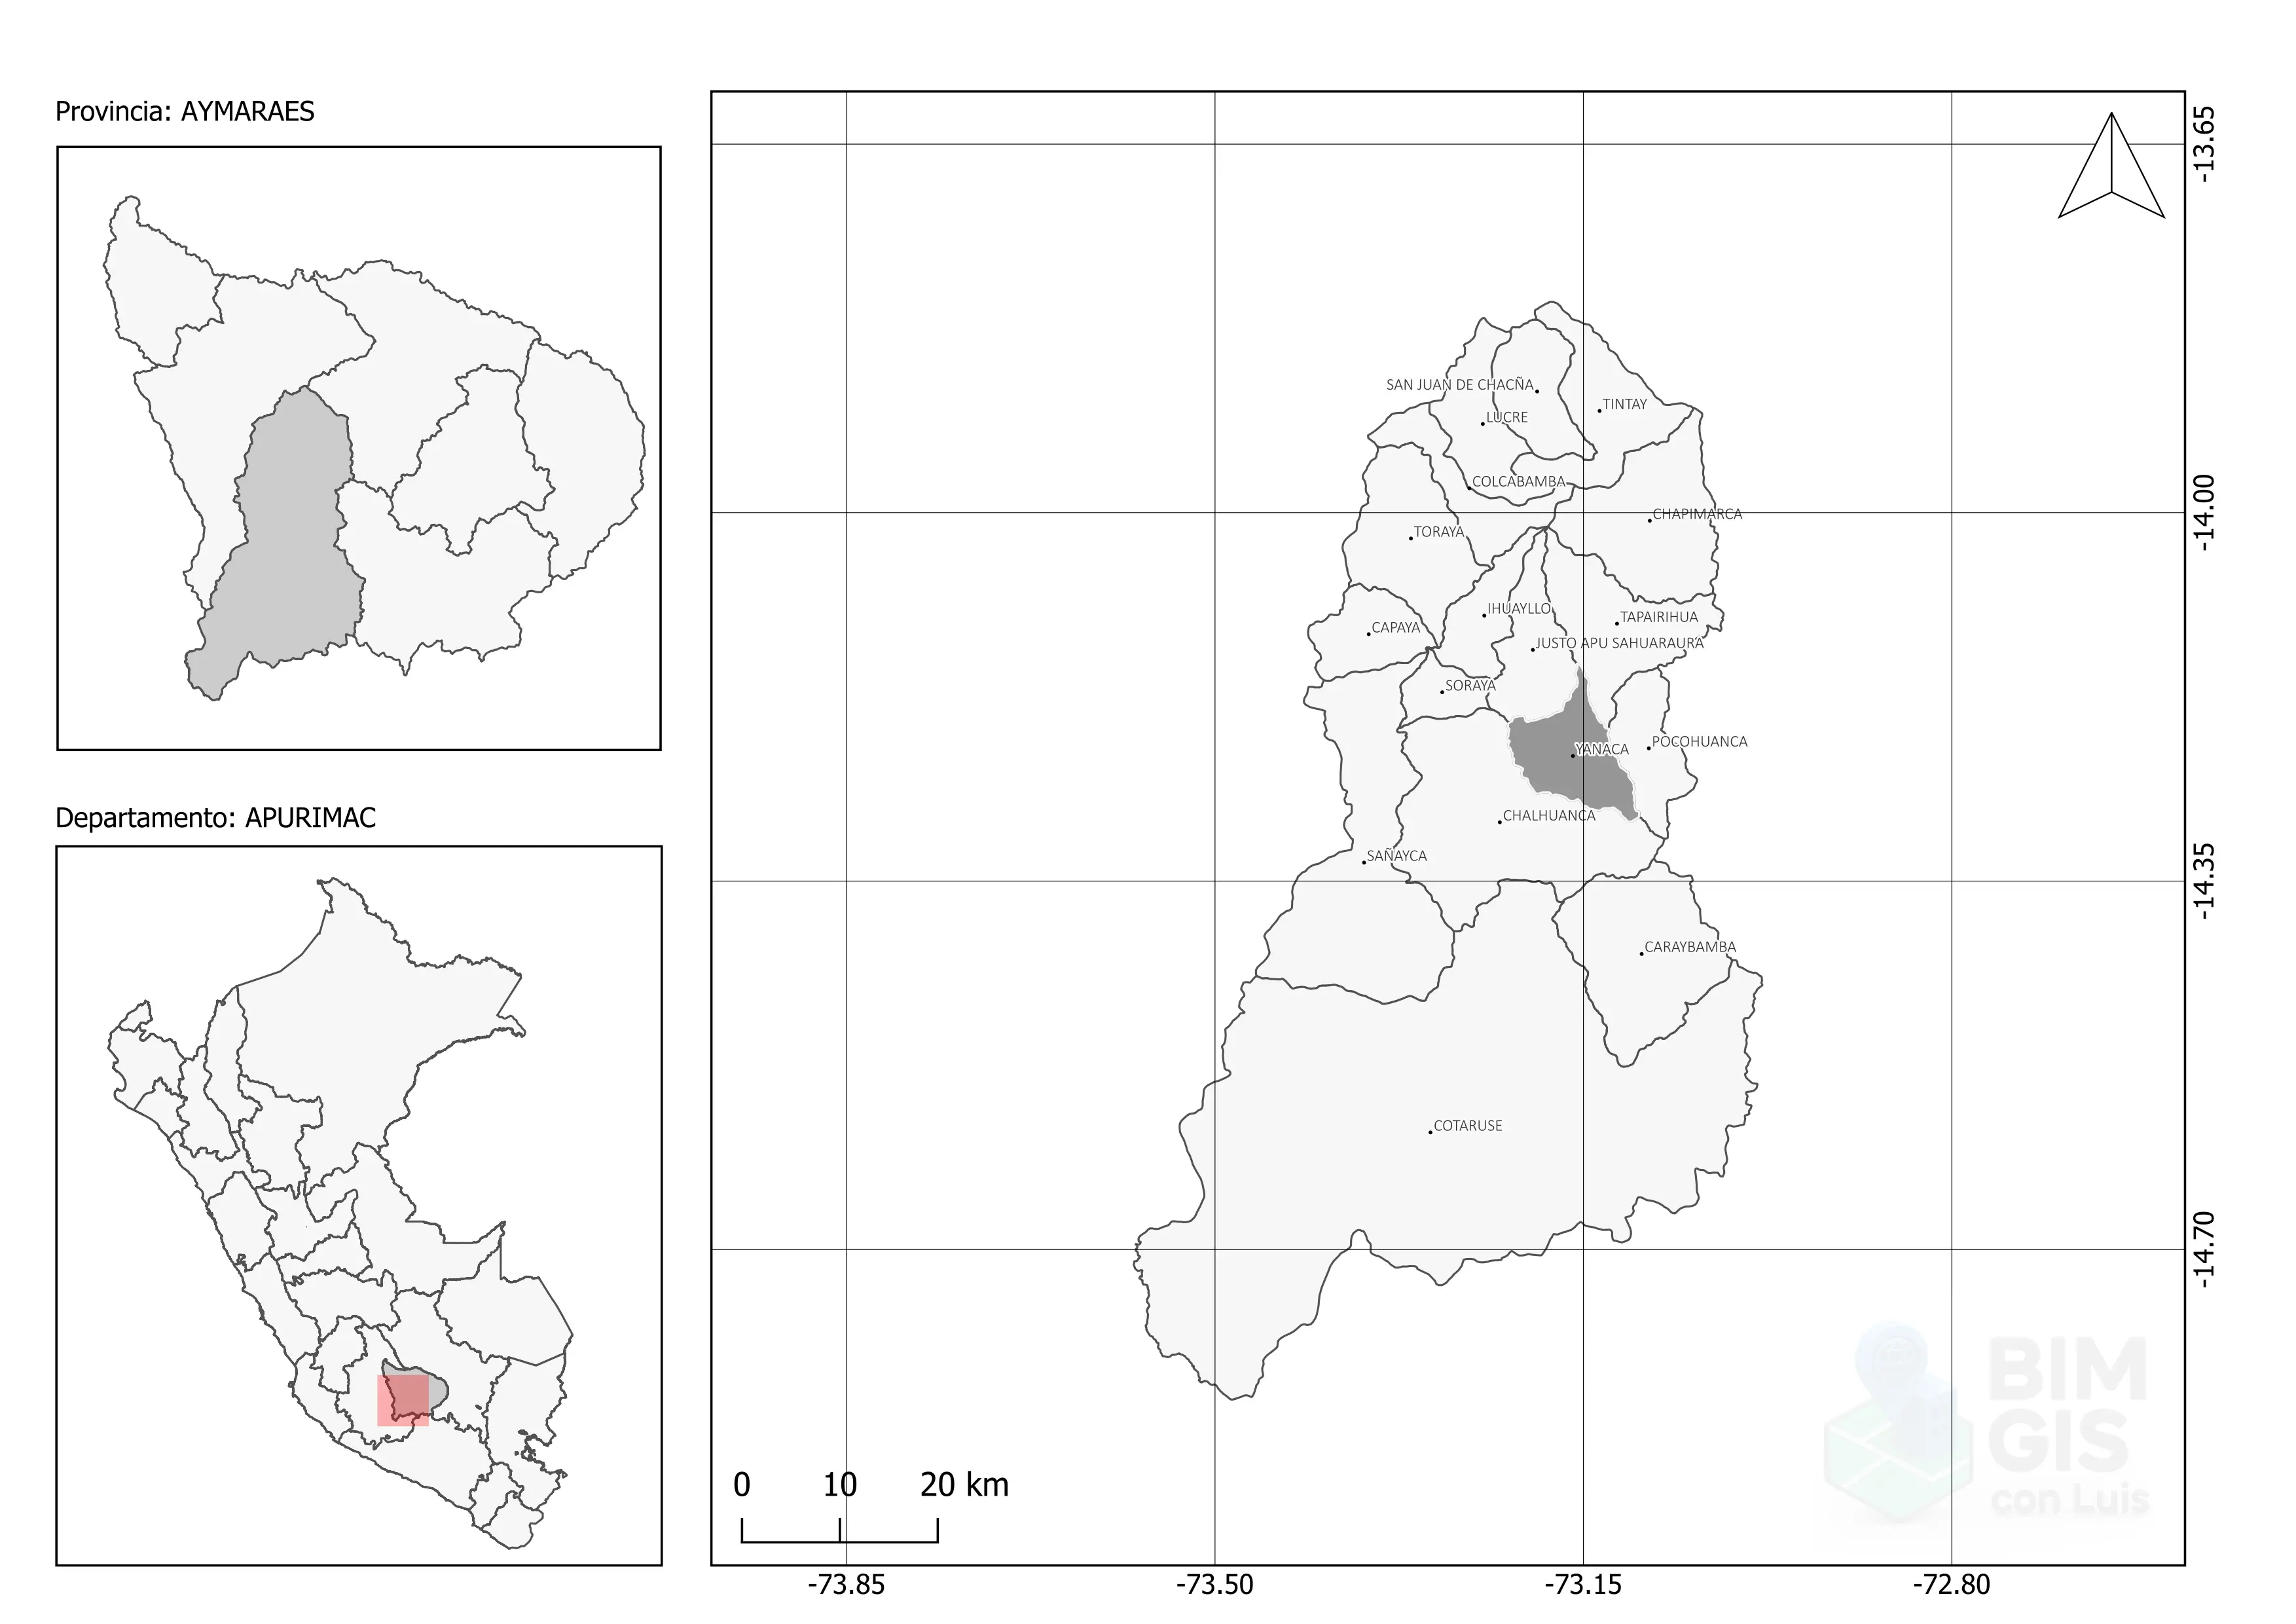 Provincia: AYMARAES
Departamento: APURIMAC
SAN JUAN DE CHACÑA
TINTAY
LUCRE
COLCABAMBA
CHAPIMARCA
TORAYA
IHUAYLLO
TAPAIRIHUA
CAPAYA
JUSTO APU SAHUARAURA
SORAYA
POCOHUANCA
YANACA
CHALHUANCA
SAÑAYCA
CARAYBAMBA
COTARUSE
-13.65
-14.00
-14.35
-14.70
BIM
GIS
con Luis
0 10 20 km
-73.85 -73.50 -73.15 -72.80